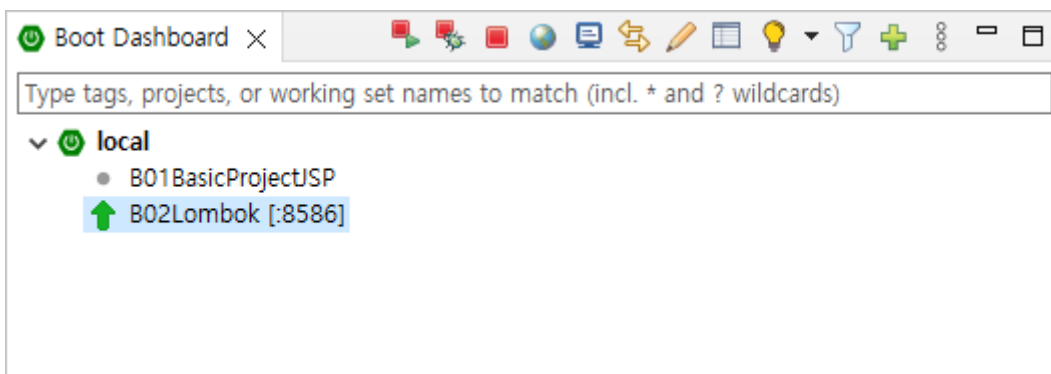 Boot Dashboard
Type tags, projects, or working set names to match (incl. * and ? wildcards)
local
B01BasicProjectJSP
B02Lombok [:8586]